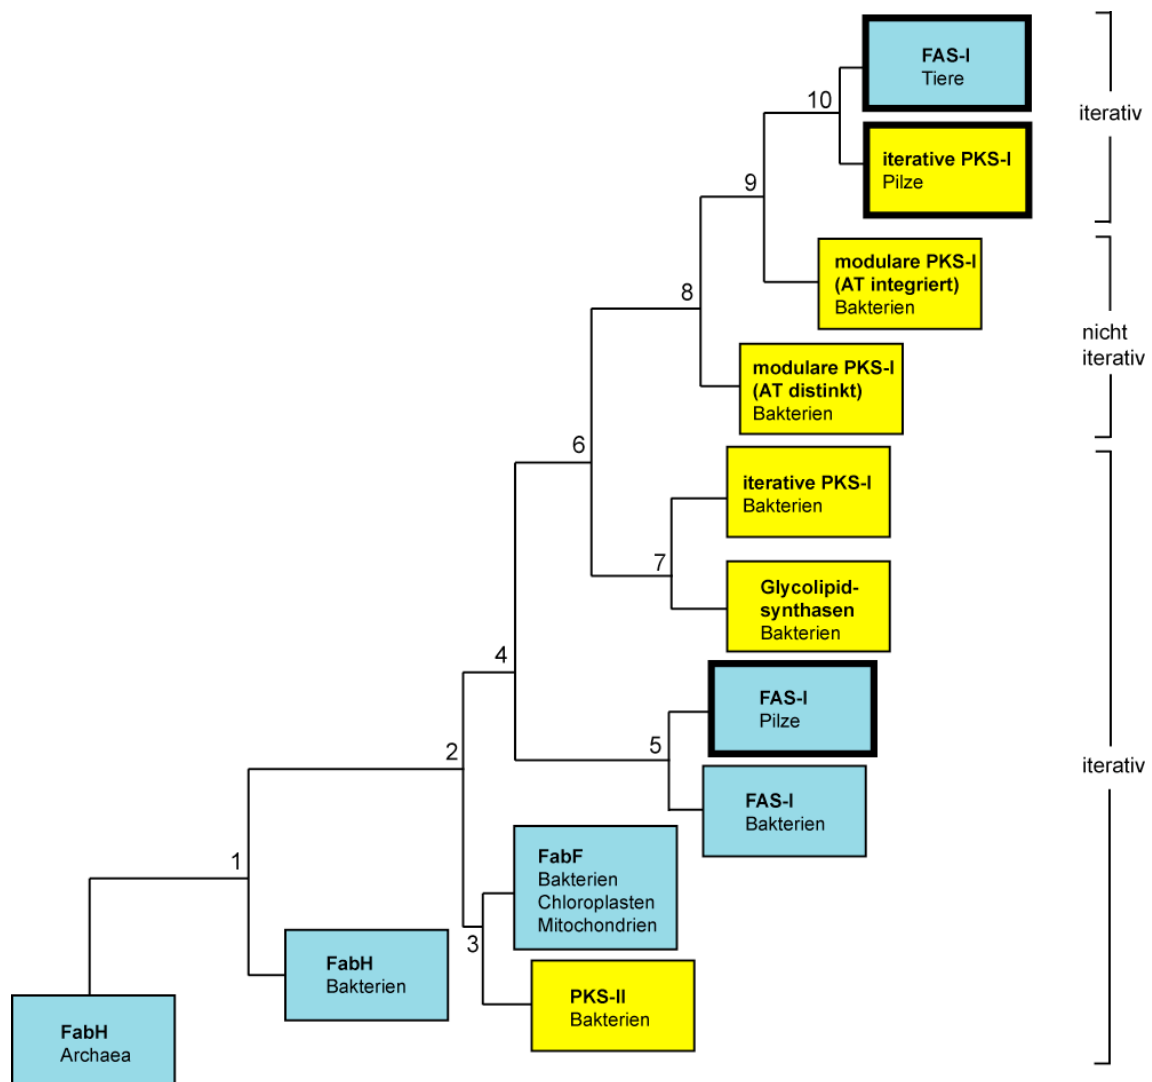 FAS-I
Tiere
10
iterativ
iterative PKS-I
Pilze
9
modulare PKS-I
(AT integriert)
Bakterien
8
nicht
iterativ
modulare PKS-I
(AT distinkt)
Bakterien
6
iterative PKS-I
Bakterien
7
Glycolipid-
synthasen
Bakterien
4
FAS-I
Pilze
2
5
iterativ
FAS-I
Bakterien
1
FabF
Bakterien
Chloroplasten
Mitochondrien
3
FabH
Bakterien
PKS-II
Bakterien
FabH
Archaea